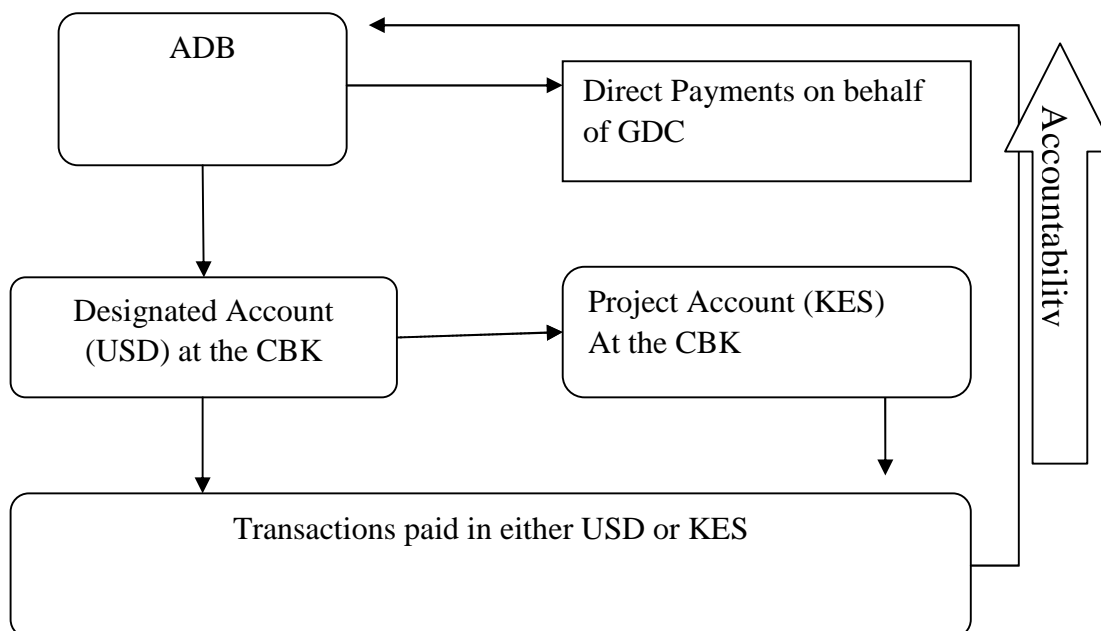 ADB
Direct Payments on behalf
of GDC
Accountability
Designated Account
(USD) at the CBK
Project Account (KES)
At the CBK
Transactions paid in either USD or KES